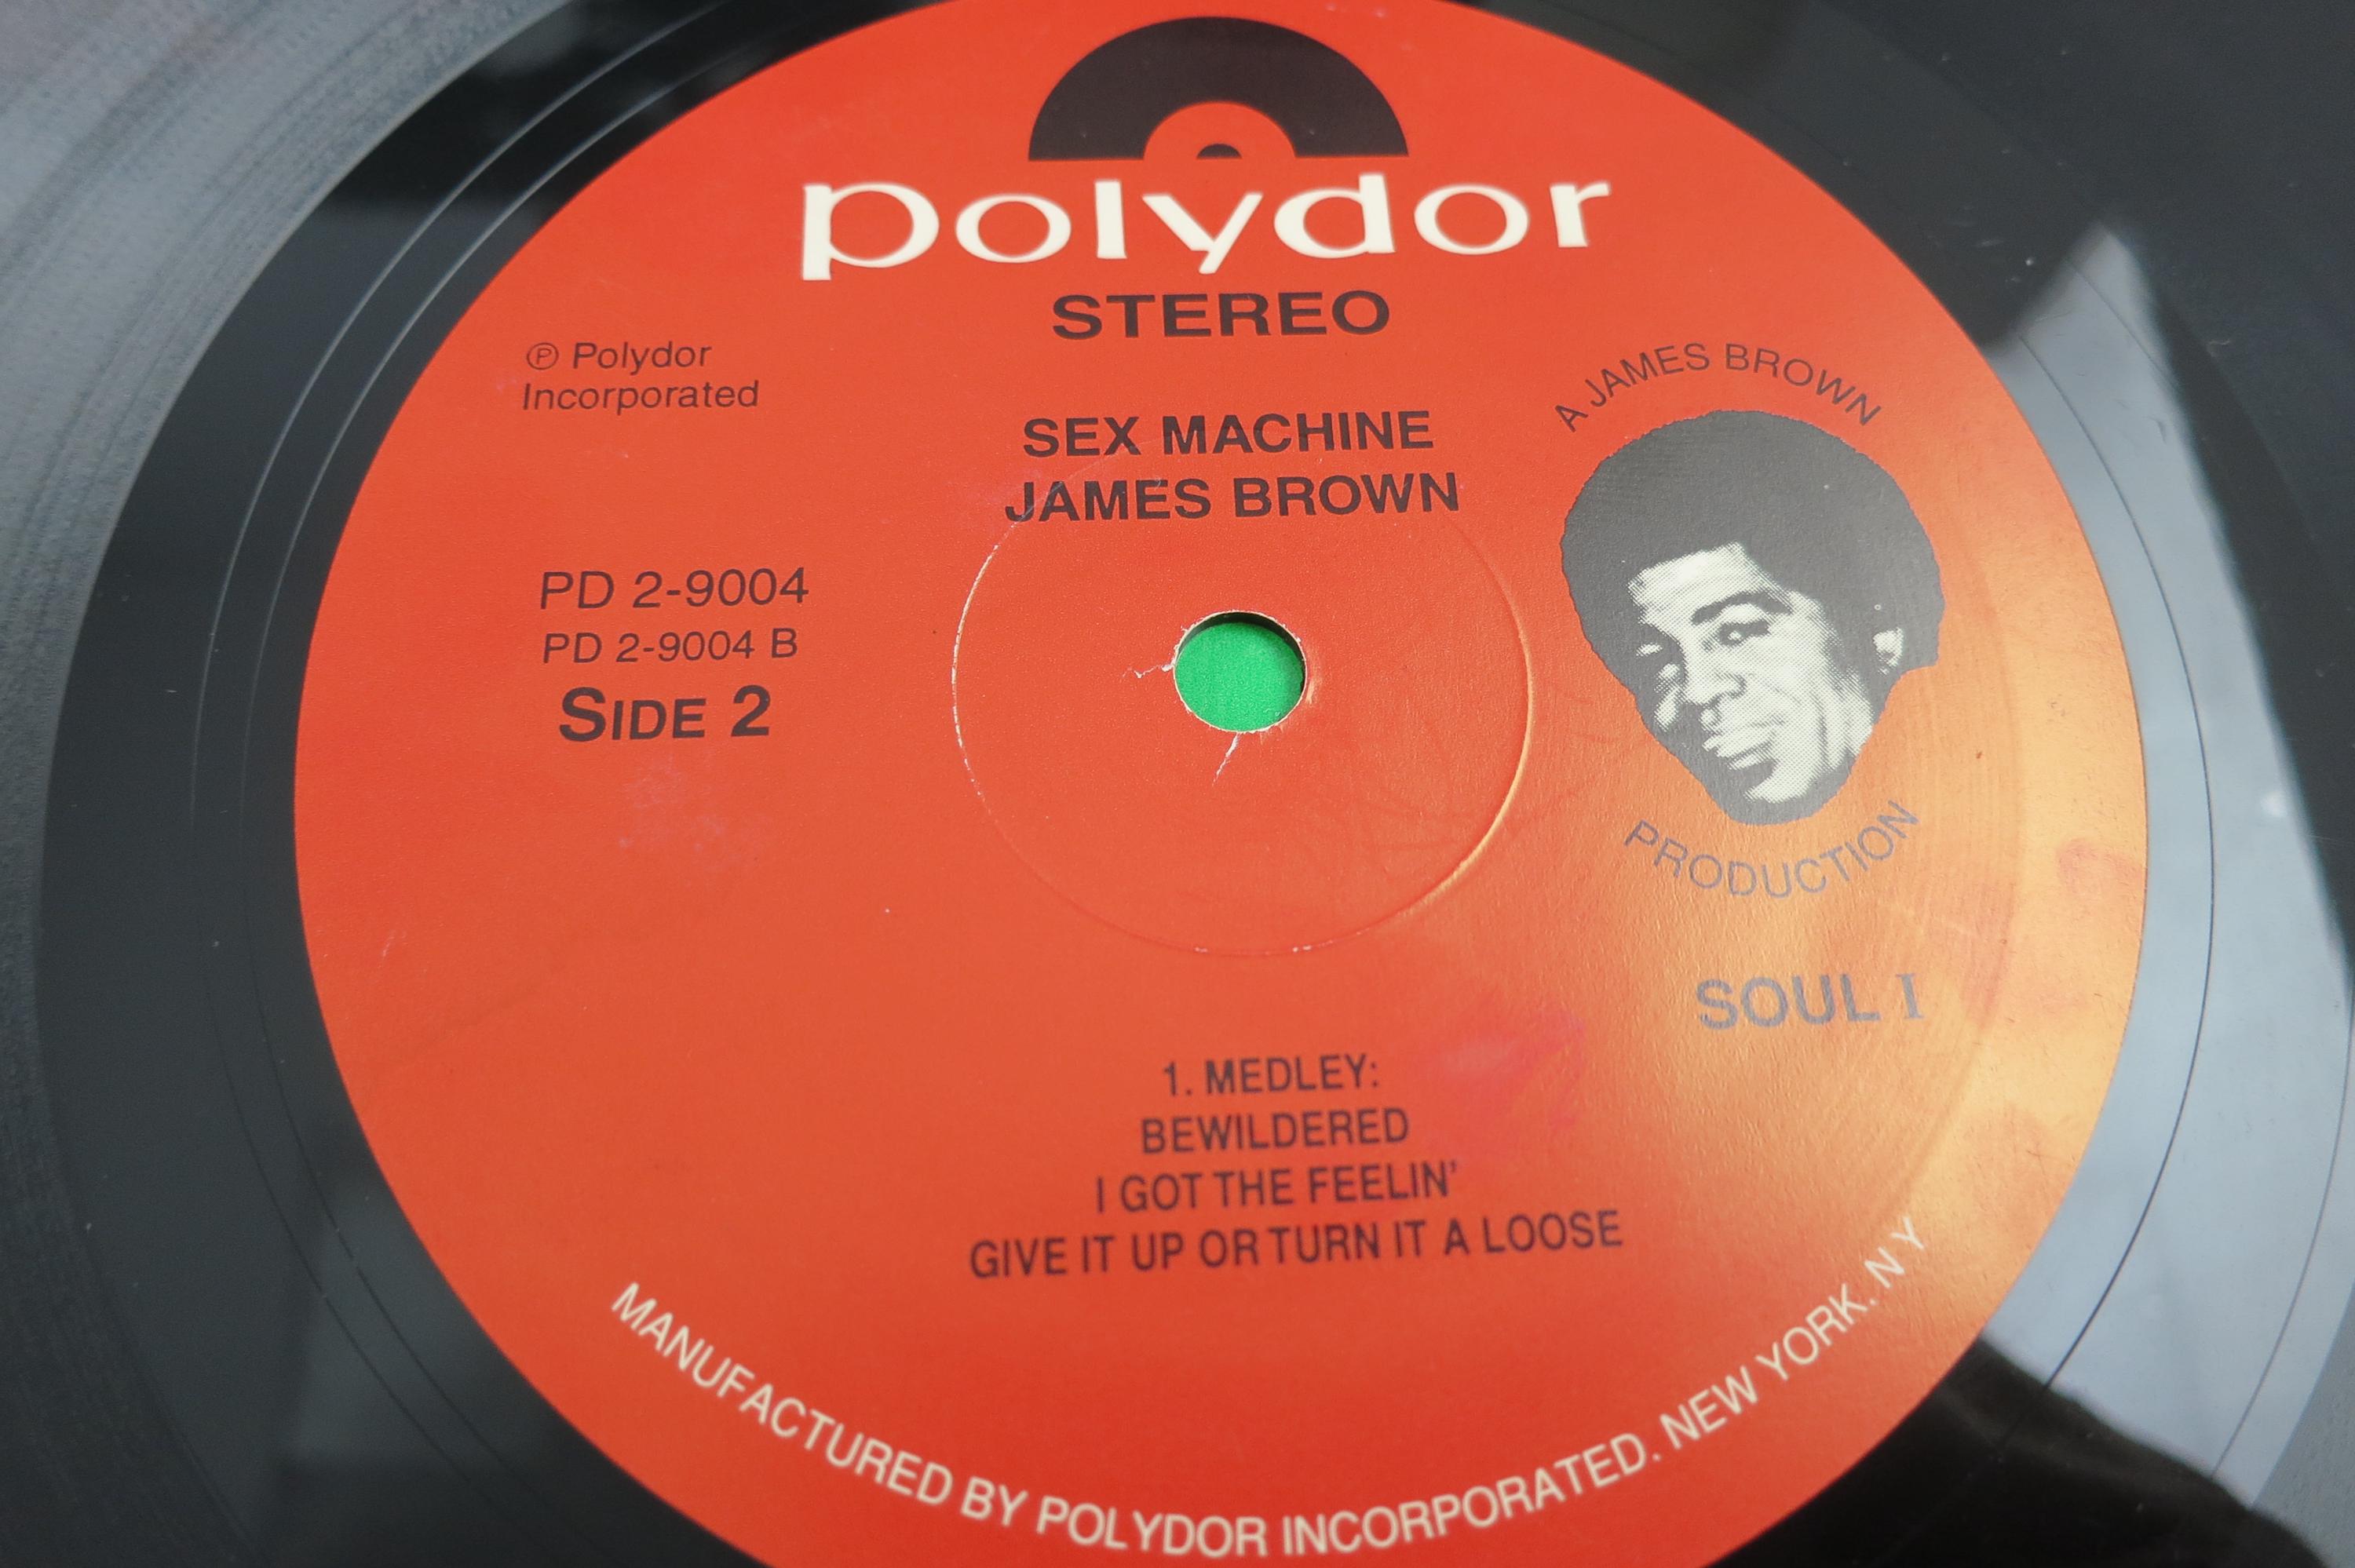 polydor
STEREO
℗ Polydor
Incorporated
SEX MACHINE
JAMES BROWN
A JAMES BROWN
PRODUCTION
PD 2-9004
PD 2-9004 B
SIDE 2
SOUL I
1. MEDLEY:
BEWILDERED
I GOT THE FEELIN'
GIVE IT UP OR TURN IT A LOOSE
MANUFACTURED BY POLYDOR INCORPORATED. NEW YORK. N Y